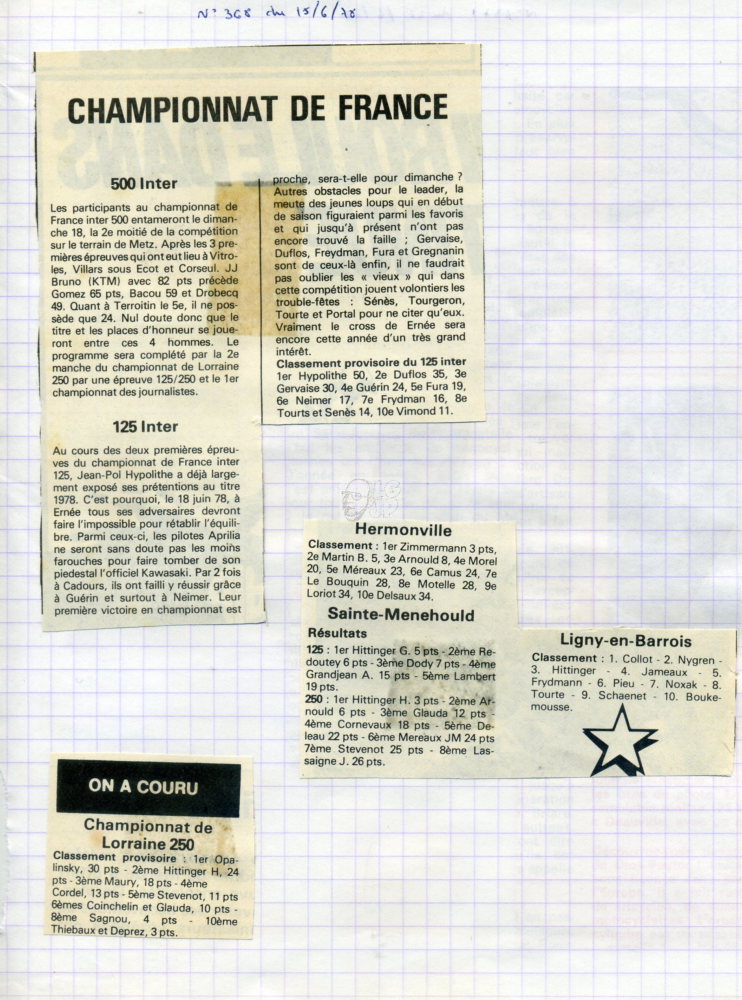 N° 368 du 15/6/78
CHAMPIONNAT DE FRANCE
500 Inter
Les participants au championnat de
France inter 500 entameront le diman-
che 18, la 2e moitié de la compétition
sur le terrain de Metz. Après les 3 pre-
mières épreuves qui ont eut lieu à Vitro-
les, Villars sous Ecot et Corseul. JJ
Bruno (KTM) avec 82 pts précède
Gomez 65 pts, Bacou 59 et Drobecq
49. Quant à Terroitin le 5e, il ne pos-
sède que 24. Nul doute donc que le
titre et les places d'honneur se joue-
ront entre ces 4 hommes. Le
programme sera complété par la 2e
manche du championnat de Lorraine
250 par une épreuve 125/250 et le 1er
championnat des journalistes.
125 Inter
Au cours des deux premières épreu-
ves du championnat de France inter
125, Jean-Pol Hypolithe a déjà large-
ment exposé ses prétentions au titre
1978. C'est pourquoi, le 18 juin 78, à
Ernée tous ses adversaires devront
faire l'impossible pour rétablir l'équili-
bre. Parmi ceux-ci, les pilotes Aprilia
ne seront sans doute pas les moins
farouches pour faire tomber de son
piedestal l'officiel Kawasaki. Par 2 fois
à Cadours, ils ont failli y réussir grâce
à Guérin et surtout à Neimer. Leur
première victoire en championnat est
proche, sera-t-elle pour dimanche ?
Autres obstacles pour le leader, la
meute des jeunes loups qui en début
de saison figuraient parmi les favoris
et qui jusqu'à présent n'ont pas
encore trouvé la faille ; Gervaise,
Duflos, Freydman, Fura et Gregnanin
sont de ceux-là enfin, il ne faudrait
pas oublier les « vieux » qui dans
cette compétition jouent volontiers les
trouble-fêtes : Sénès, Tourgeron,
Tourte et Portal pour ne citer qu'eux.
Vraiment le cross de Ernée sera
encore cette année d'un très grand
intérêt.
Classement provisoire du 125 inter
1er Hypolithe 50, 2e Duflos 35, 3e
Gervaise 30, 4e Guérin 24, 5e Fura 19,
6e Neimer 17, 7e Frydman 16, 8e
Tourts et Senès 14, 10e Vimond 11.
Hermonville
Classement : 1er Zimmermann 3 pts,
2e Martin B. 5, 3e Arnould 8, 4e Morel
20, 5e Méreaux 23, 6e Camus 24, 7e
Le Bouquin 28, 8e Motelle 28, 9e
Loriot 34, 10e Delsaux 34.
Sainte-Menehould
Résultats
125 : 1er Hittinger G. 5 pts - 2ème Re-
doutey 6 pts - 3ème Dody 7 pts - 4ème
Grandjean A. 15 pts - 5ème Lambert
19 pts.
250 : 1er Hittinger H. 3 pts - 2ème Ar-
nould 6 pts - 3ème Glauda 12 pts -
4ème Cornevaux 18 pts - 5ème De-
leau 22 pts - 6ème Mereaux JM 24 pts
7ème Stevenot 25 pts - 8ème Las-
saigne J. 26 pts.
Ligny-en-Barrois
Classement : 1. Collot - 2. Nygren -
3. Hittinger - 4. Jameaux - 5.
Frydmann - 6. Pieu - 7. Noxak - 8.
Tourte - 9. Schaenet - 10. Bouke-
mousse.
ON A COURU
Championnat de
Lorraine 250
Classement provisoire : 1er Opa-
linsky, 30 pts - 2ème Hittinger H, 24
pts - 3ème Maury, 18 pts - 4ème
Cordel, 13 pts - 5ème Stevenot, 11 pts
6èmes Coinchelin et Glauda, 10 pts -
8ème Sagnou, 4 pts - 10ème
Thiebaux et Deprez, 3 pts.